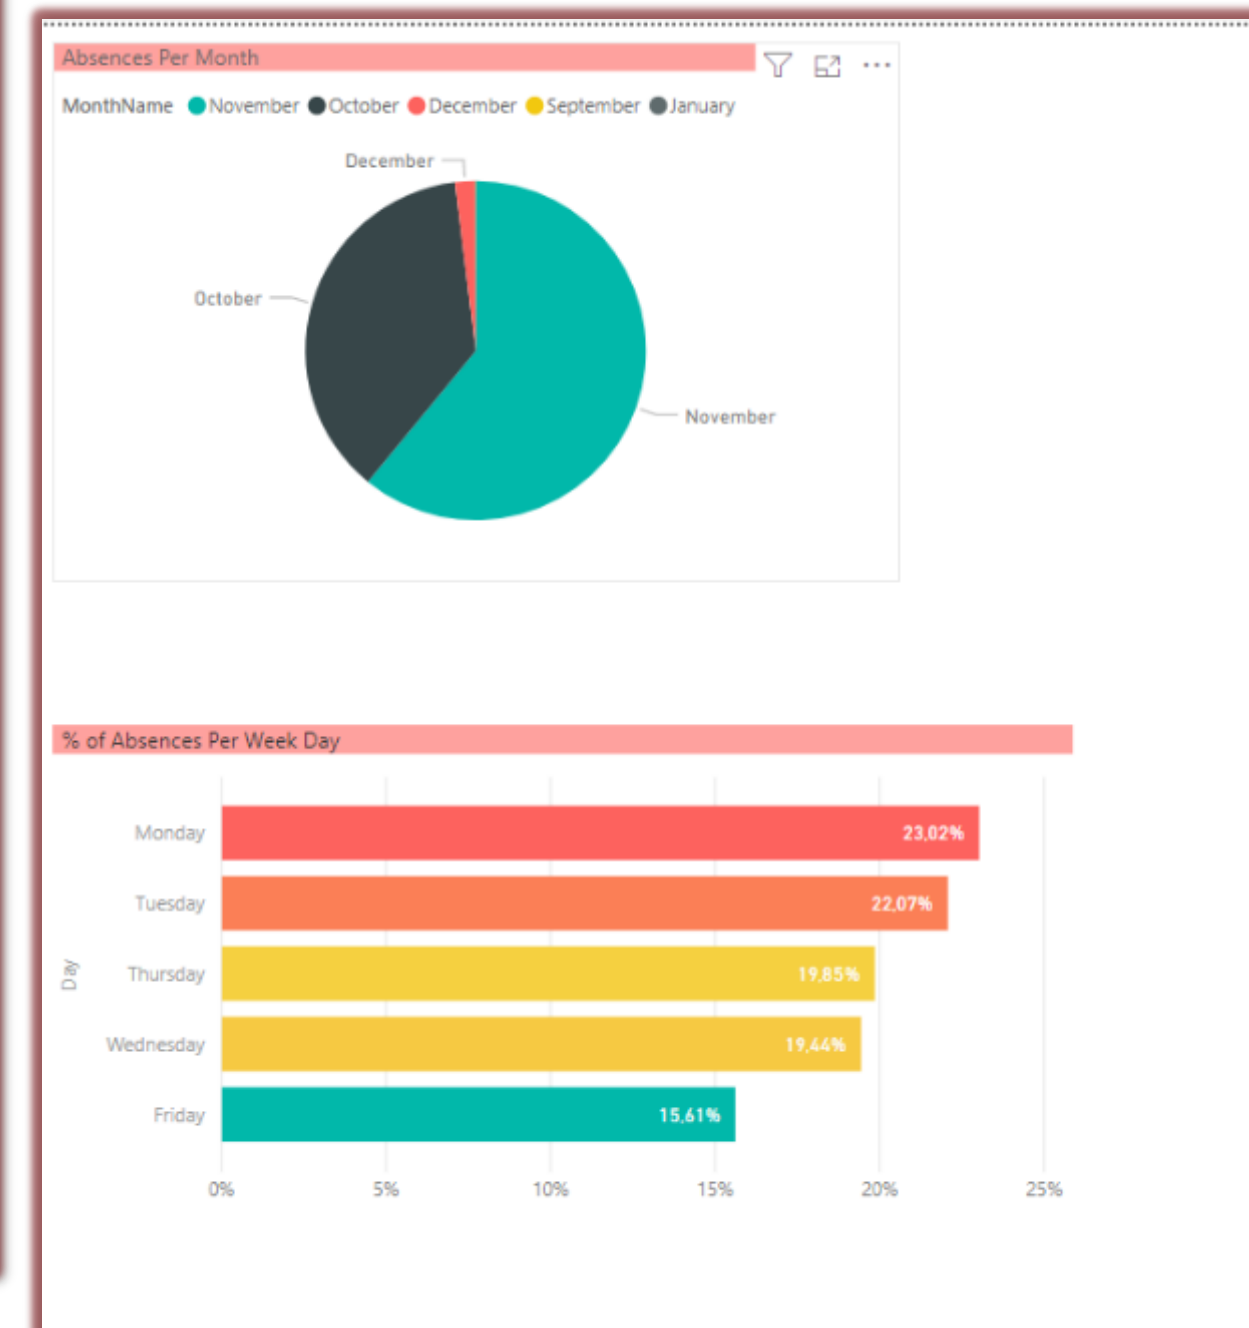 Absences Per Month
MonthName November October December September January
December
October
November
% of Absences Per Week Day
Day
Monday 23,02%
Tuesday 22,07%
Thursday 19,85%
Wednesday 19,44%
Friday 15,61%
0% 5% 10% 15% 20% 25%